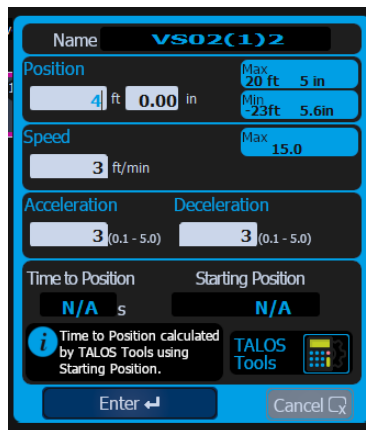 Name VS02(1)2
Position
Max
20 ft 5 in
4 ft 0.00 in
Min
-23ft 5.6in
Speed
Max
15.0
3 ft/min
Acceleration Deceleration
3 (0.1 - 5.0) 3 (0.1 - 5.0)
Time to Position Starting Position
N/A s N/A
i Time to Position calculated
by TALOS Tools using
Starting Position.
TALOS
Tools
Enter Cancel